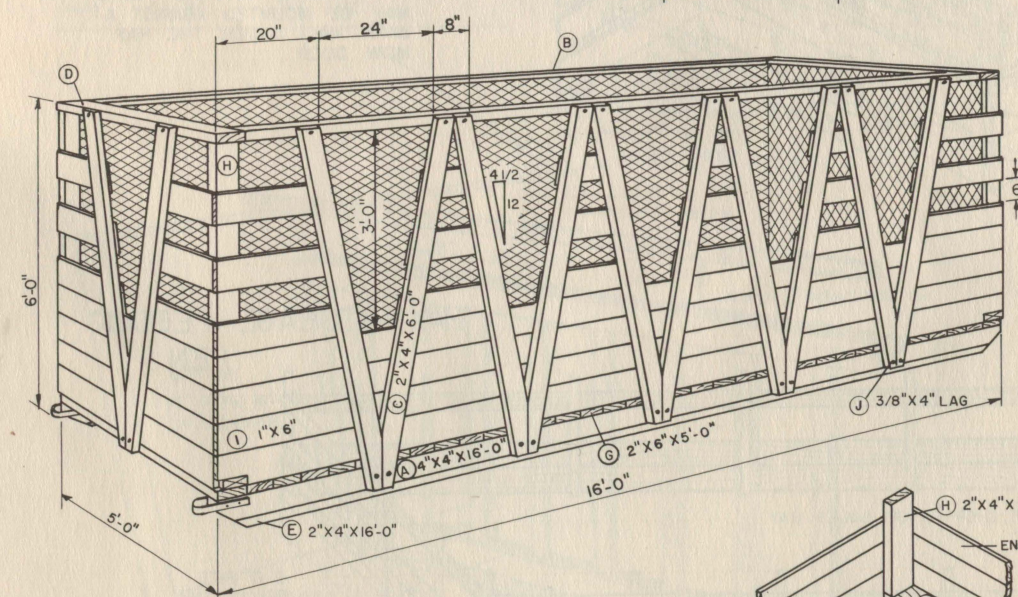 20"
24"
8"
B
D
H
4 1/2
12
3'-0"
6'-0"
C 2"X4"X6'-0"
I 1"X6"
A 4"X4"X16'-0"
G 2"X6"X5'-0"
J 3/8"X4" LAG
16'-0"
5'-0"
E 2"X4"X16'-0"
H 2"X4"X
EN